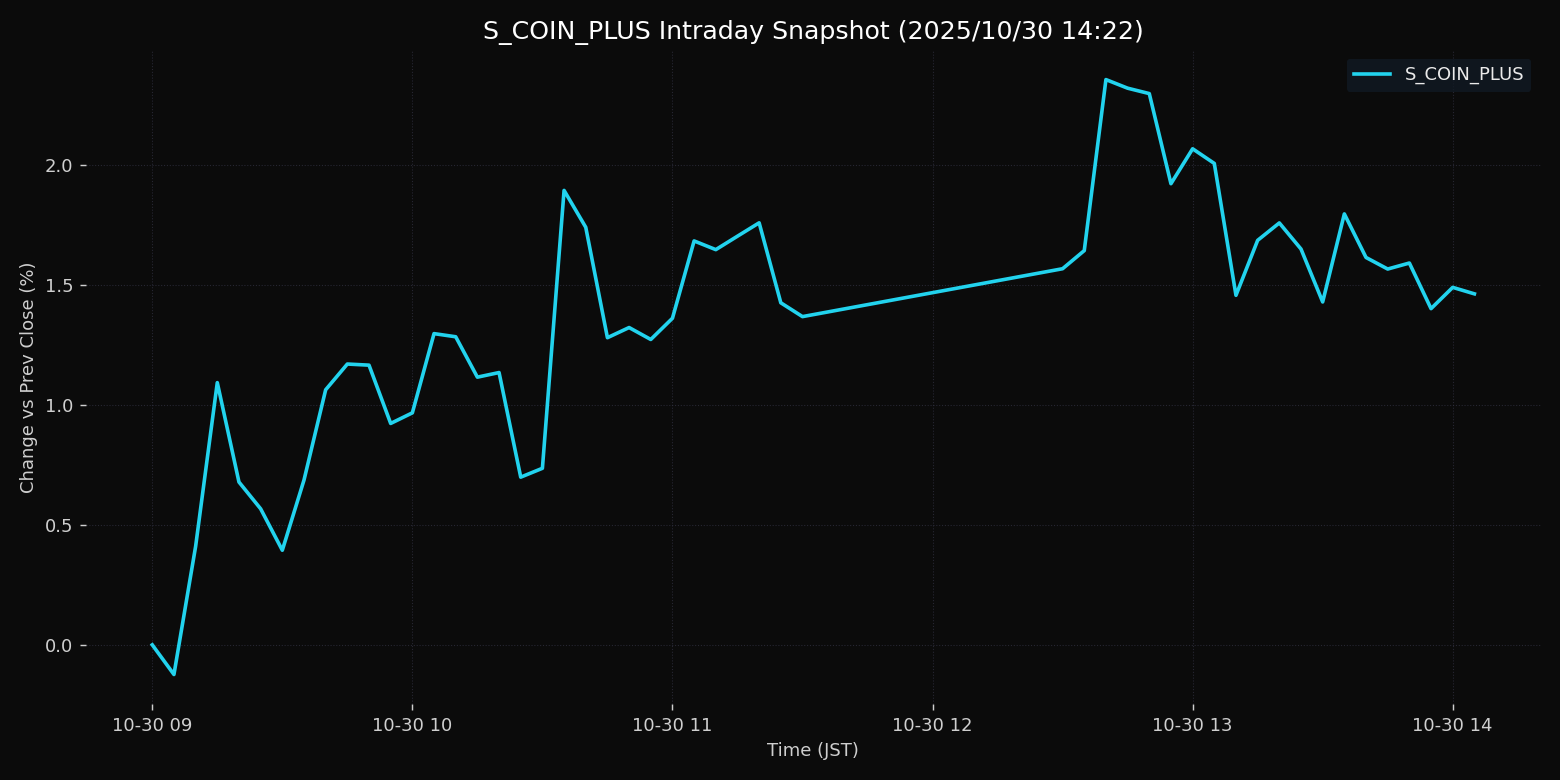 S_COIN_PLUS Intraday Snapshot (2025/10/30 14:22)
S_COIN_PLUS
Change vs Prev Close (%)
2.0
1.5
1.0
0.5
0.0
10-30 09
10-30 10
10-30 11
10-30 12
10-30 13
10-30 14
Time (JST)